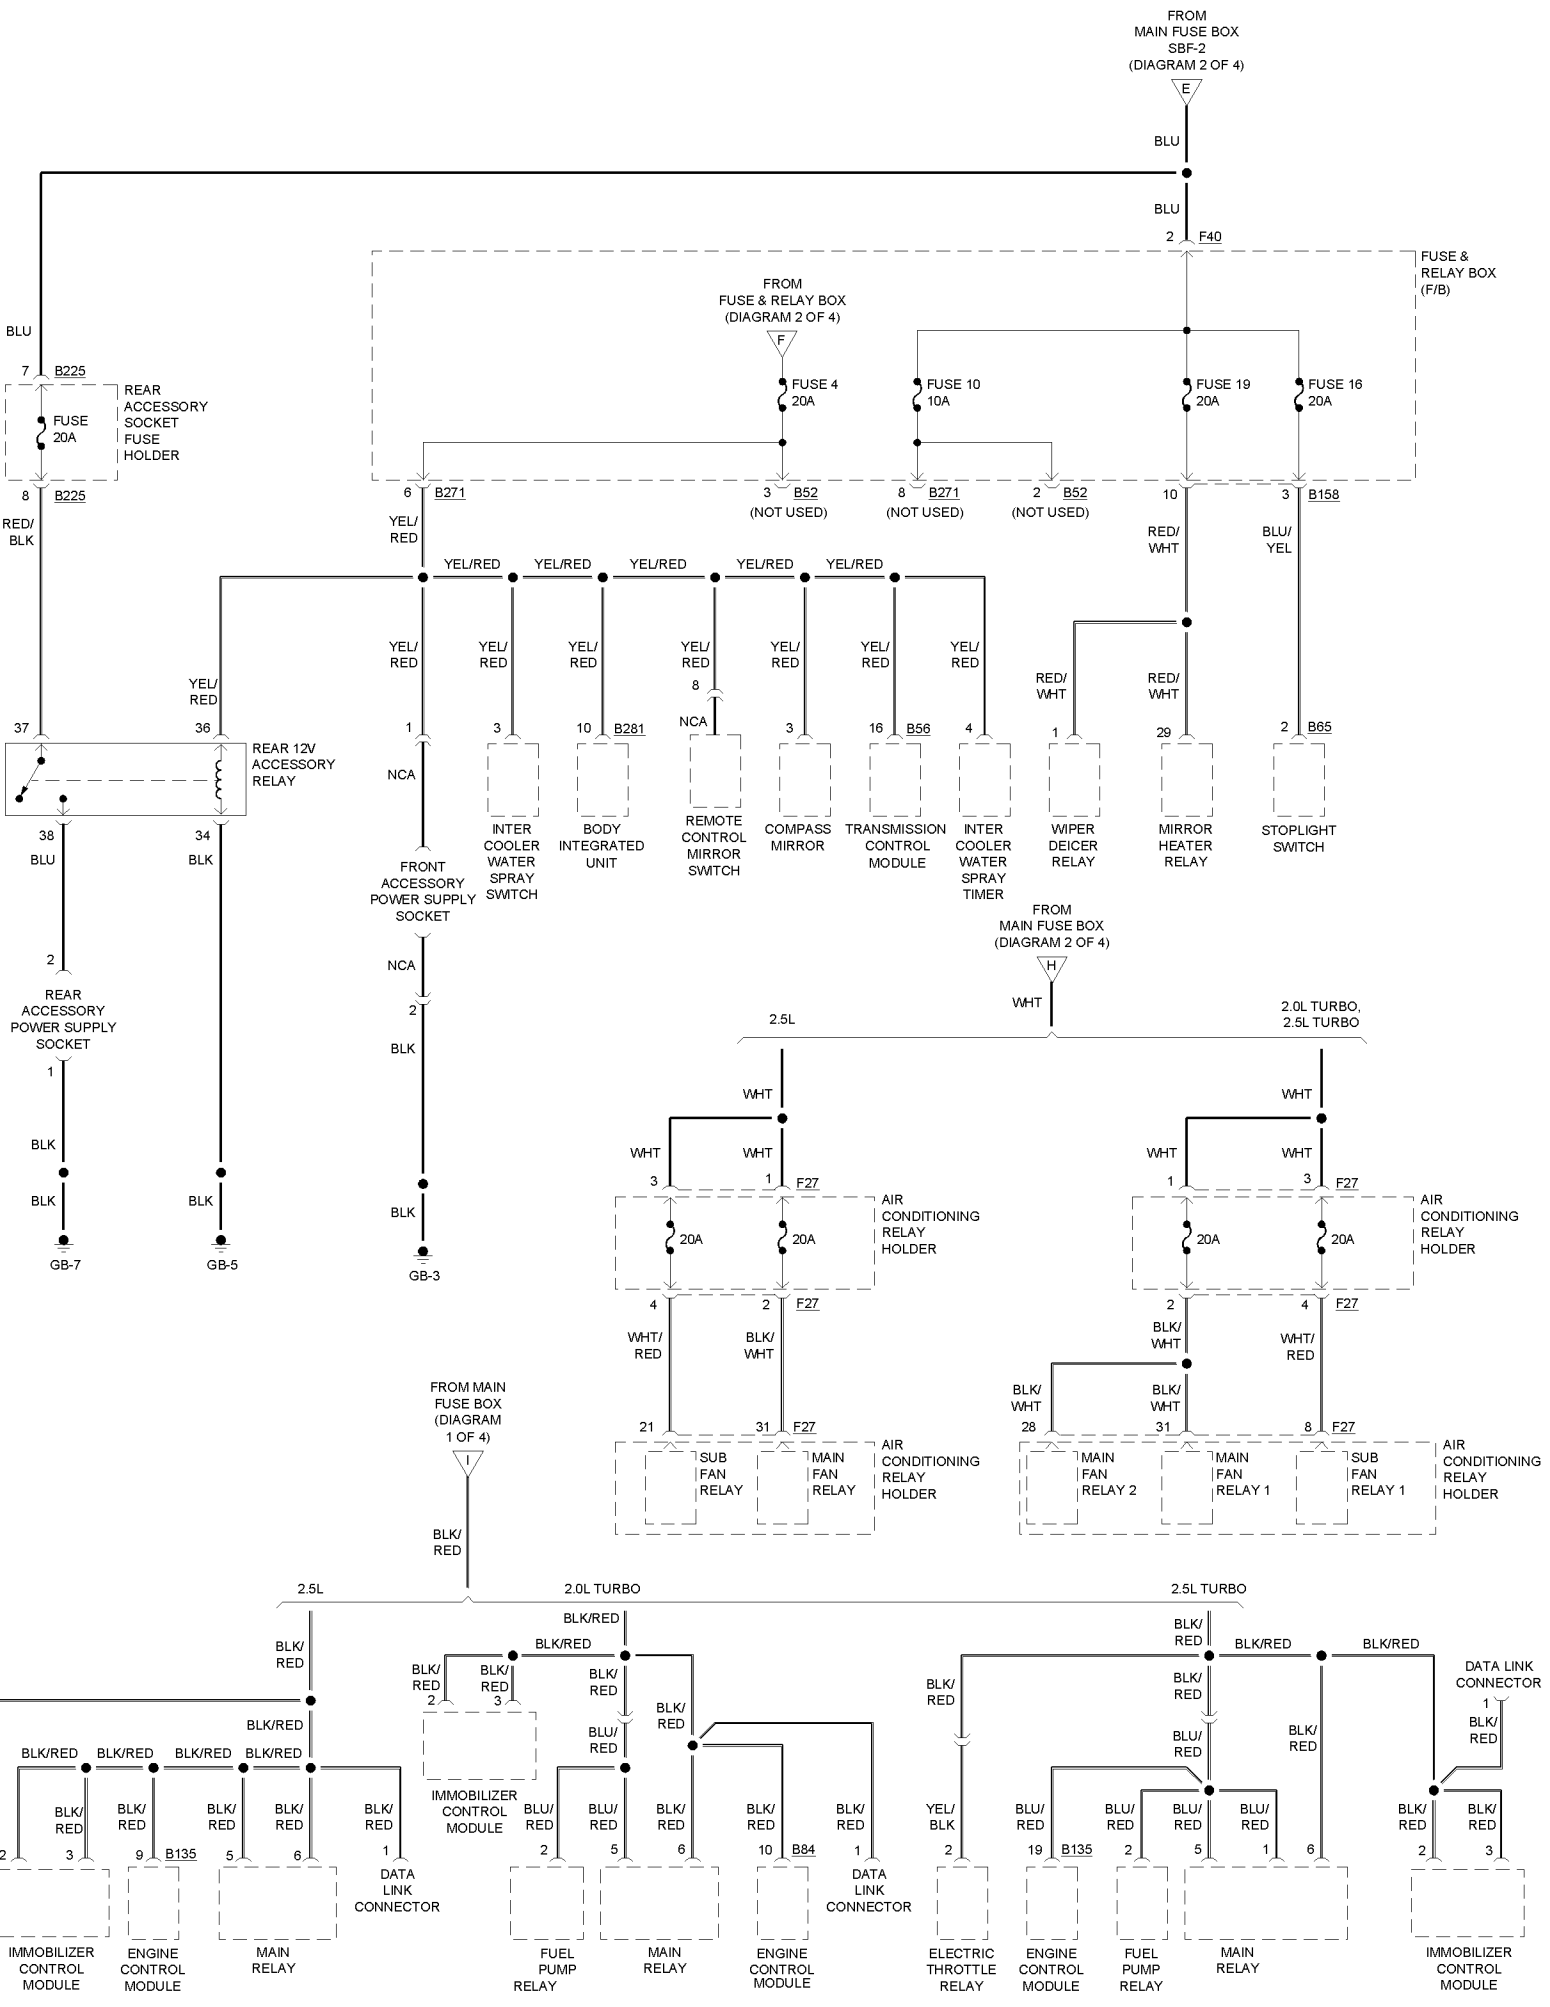 FROM
MAIN FUSE BOX
SBF-2
(DIAGRAM 2 OF 4)
E
BLU
BLU
2 F40
FUSE &
RELAY BOX
(F/B)
FROM
FUSE & RELAY BOX
(DIAGRAM 2 OF 4)
F
BLU
7 B225
REAR
ACCESSORY
SOCKET
FUSE
HOLDER
FUSE
20A
FUSE 4
20A
FUSE 10
10A
FUSE 19
20A
FUSE 16
20A
8 B225
6 B271
3 B52
(NOT USED)
8 B271
(NOT USED)
2 B52
(NOT USED)
10
3 B158
RED/
BLK
YEL/
RED
RED/
WHT
BLU/
YEL
YEL/RED
YEL/RED
YEL/RED
YEL/RED
YEL/RED
YEL/
RED
YEL/
RED
YEL/
RED
YEL/
RED
YEL/
RED
YEL/
RED
YEL/
RED
YEL/
RED
RED/
WHT
RED/
WHT
8
NCA
37
36
1
3
10 B281
3
16 B56
4
1
29
2 B65
REAR 12V
ACCESSORY
RELAY
NCA
INTER
COOLER
WATER
SPRAY
SWITCH
BODY
INTEGRATED
UNIT
REMOTE
CONTROL
MIRROR
SWITCH
COMPASS
MIRROR
TRANSMISSION
CONTROL
MODULE
INTER
COOLER
WATER
SPRAY
TIMER
WIPER
DEICER
RELAY
MIRROR
HEATER
RELAY
STOPLIGHT
SWITCH
38
34
BLU
BLK
FRONT
ACCESSORY
POWER SUPPLY
SOCKET
2
REAR
ACCESSORY
POWER SUPPLY
SOCKET
1
NCA
2
BLK
BLK
BLK
BLK
BLK
GB-7
GB-5
GB-3
FROM
MAIN FUSE BOX
(DIAGRAM 2 OF 4)
H
WHT
2.5L
2.0L TURBO,
2.5L TURBO
WHT
WHT
WHT
WHT
WHT
WHT
3
1 F27
1
3 F27
20A
20A
AIR
CONDITIONING
RELAY
HOLDER
20A
20A
AIR
CONDITIONING
RELAY
HOLDER
4
2 F27
2
4 F27
WHT/
RED
BLK/
WHT
BLK/
WHT
WHT/
RED
BLK/
WHT
BLK/
WHT
21
31 F27
28
31
8 F27
SUB
FAN
RELAY
MAIN
FAN
RELAY
AIR
CONDITIONING
RELAY
HOLDER
MAIN
FAN
RELAY 2
MAIN
FAN
RELAY 1
SUB
FAN
RELAY 1
AIR
CONDITIONING
RELAY
HOLDER
FROM MAIN
FUSE BOX
(DIAGRAM
1 OF 4)
I
BLK/
RED
2.5L
2.0L TURBO
2.5L TURBO
BLK/
RED
BLK/RED
BLK/RED
BLK/RED
BLK/RED
BLK/RED
BLK/RED
BLK/
RED
2
3
IMMOBILIZER
CONTROL
MODULE
ENGINE
CONTROL
MODULE
MAIN
RELAY
BLK/
RED
9 B135
BLK/
RED
5
BLK/
RED
6
BLK/
RED
1
DATA
LINK
CONNECTOR
BLK/RED
BLK/RED
BLK/
RED
2
BLK/
RED
3
IMMOBILIZER
CONTROL
MODULE
BLK/
RED
BLU/
RED
BLK/
RED
BLU/
RED
2
BLU/
RED
5
BLK/
RED
6
BLK/
RED
10 B84
BLK/
RED
1
DATA
LINK
CONNECTOR
FUEL
PUMP
RELAY
MAIN
RELAY
ENGINE
CONTROL
MODULE
BLK/
RED
BLK/RED
BLK/RED
BLK/
RED
BLK/
RED
BLU/
RED
BLK/
RED
DATA LINK
CONNECTOR
1
BLK/
RED
YEL/
BLK
2
BLU/
RED
19 B135
BLU/
RED
2
BLU/
RED
5
BLU/
RED
1
6
BLK/
RED
2
BLK/
RED
3
ELECTRIC
THROTTLE
RELAY
ENGINE
CONTROL
MODULE
FUEL
PUMP
RELAY
MAIN
RELAY
IMMOBILIZER
CONTROL
MODULE